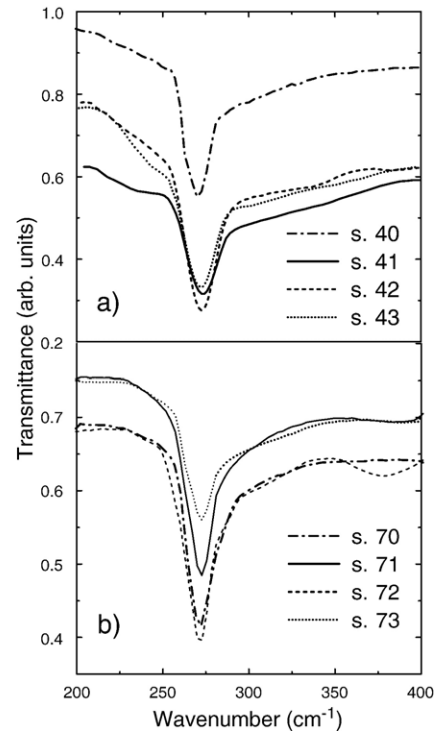 1.0
0.8
0.6
0.4
0.2
a)
s. 40
s. 41
s. 42
s. 43
Transmittance (arb. units)
0.7
0.6
0.5
0.4
b)
s. 70
s. 71
s. 72
s. 73
200 250 300 350 400
Wavenumber (cm⁻¹)